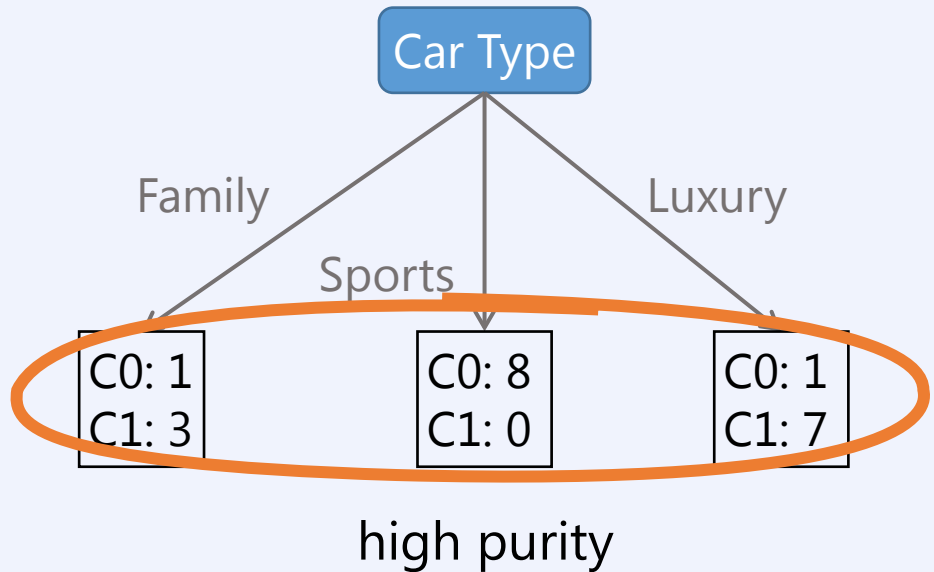 Car Type
Family
Luxury
Sports
C0: 1
C1: 3
C0: 8
C1: 0
C0: 1
C1: 7
high purity